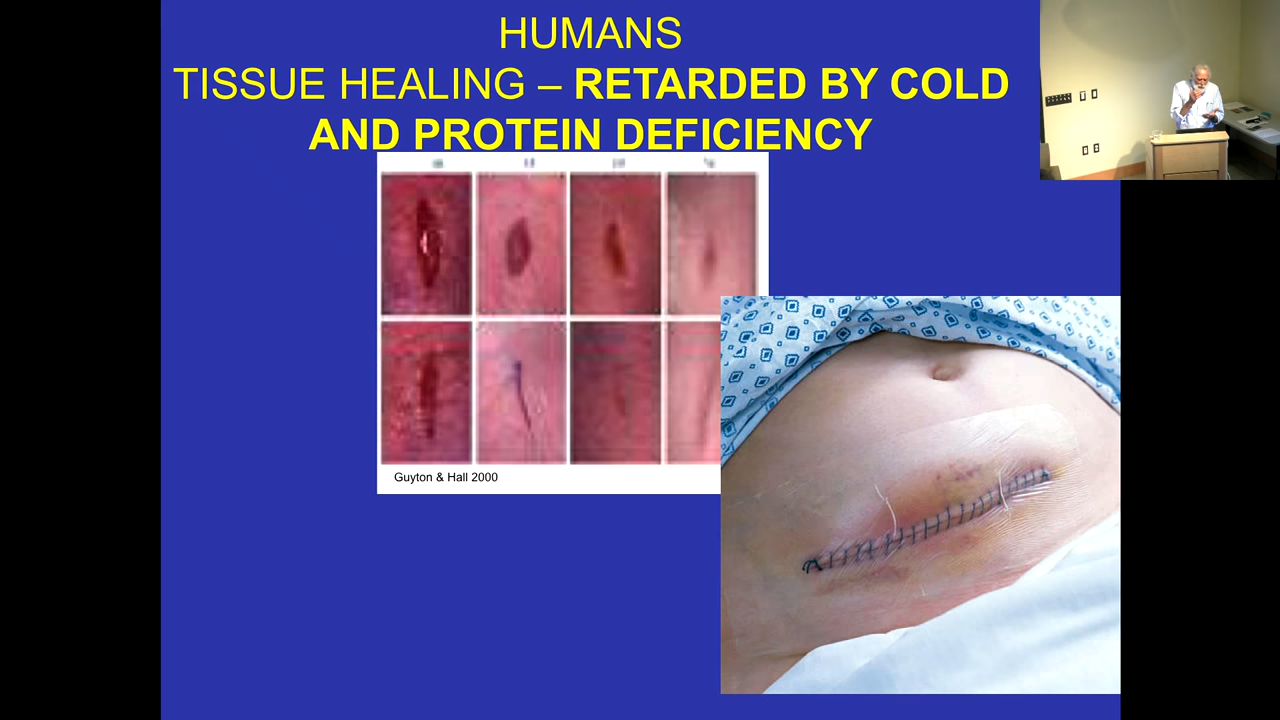 HUMANS
TISSUE HEALING – RETARDED BY COLD
AND PROTEIN DEFICIENCY
Guyton & Hall 2000